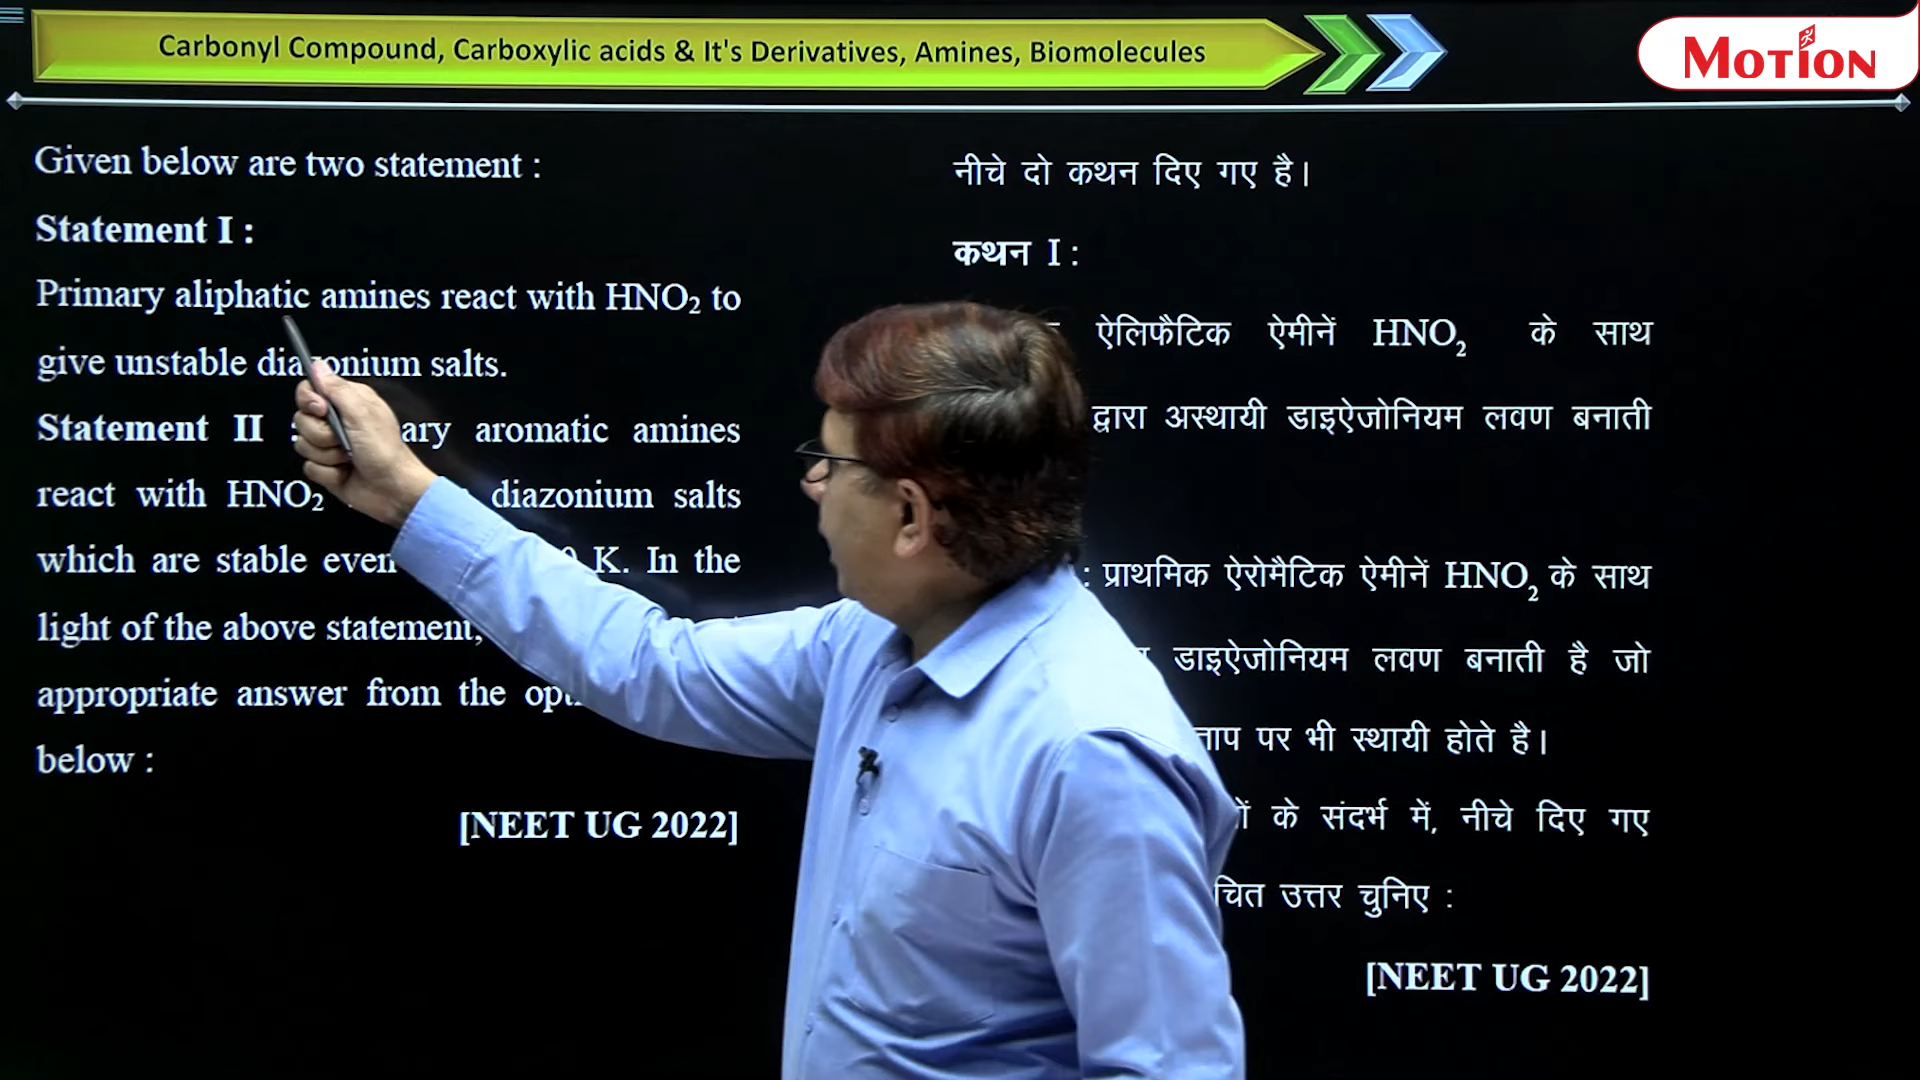 Carbonyl Compound, Carboxylic acids & It's Derivatives, Amines, Biomolecules
MOTION
Given below are two statement :
Statement I :
Primary aliphatic amines react with HNO₂ to
give unstable diazonium salts.
Statement II : aromatic amines
react with HNO₂ diazonium salts
which are stable even K. In the
light of the above statement,
appropriate answer from the
below :
[NEET UG 2022]
नीचे दो कथन दिए गए है।
कथन I :
ऐलिफैटिक ऐमीनें HNO₂ के साथ
द्वारा अस्थायी डाइऐजोनियम लवण बनाती
: प्राथमिक ऐरोमैटिक ऐमीनें HNO₂ के साथ
डाइऐजोनियम लवण बनाती है जो
ताप पर भी स्थायी होते है।
के संदर्भ में, नीचे दिए गए
उत्तर चुनिए :
[NEET UG 2022]